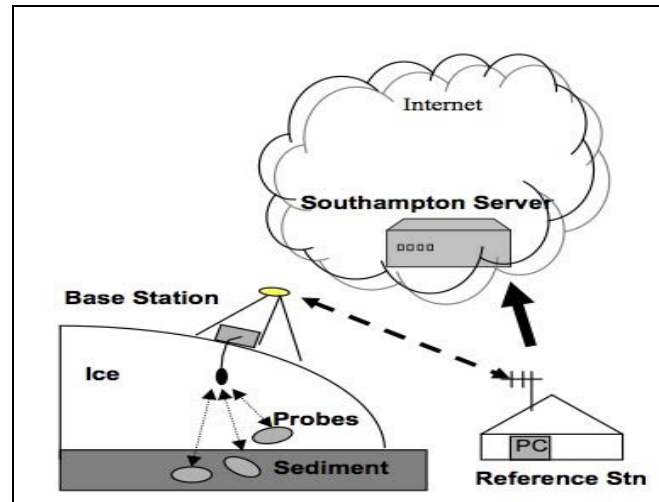 Internet
Southampton Server
Base Station
Ice
Probes
PC
Sediment
Reference Stn